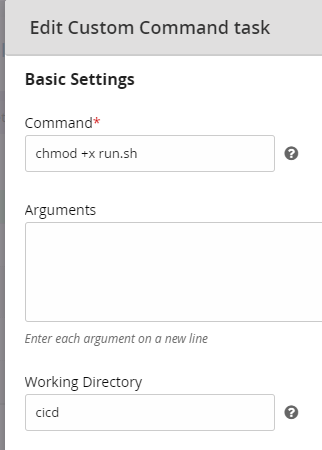 Edit Custom Command task
Basic Settings
Command*
chmod +x run.sh
Arguments
Enter each argument on a new line
Working Directory
cicd